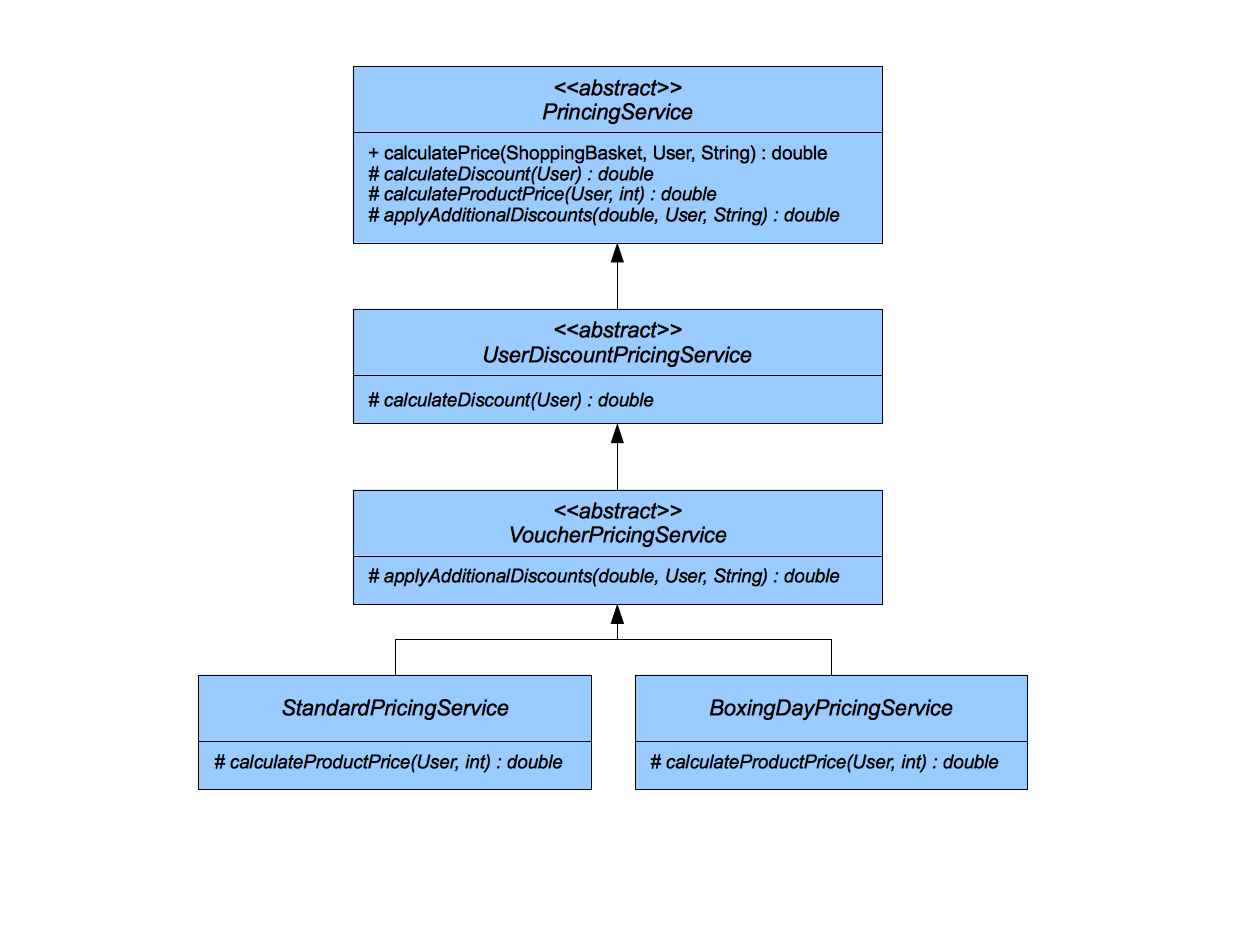 <<abstract>>
PrincingService
+ calculatePrice(ShoppingBasket, User, String) : double
# calculateDiscount(User) : double
# calculateProductPrice(User, int) : double
# applyAdditionalDiscounts(double, User, String) : double
<<abstract>>
UserDiscountPricingService
# calculateDiscount(User) : double
<<abstract>>
VoucherPricingService
# applyAdditionalDiscounts(double, User, String) : double
StandardPricingService
# calculateProductPrice(User, int) : double
BoxingDayPricingService
# calculateProductPrice(User, int) : double